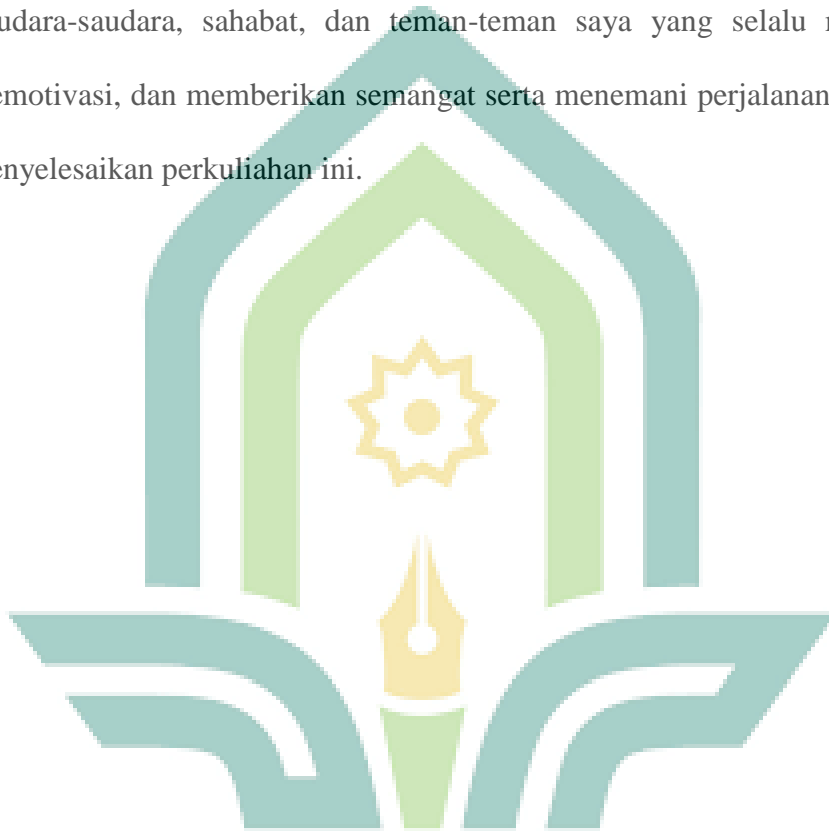 udara-saudara, sahabat, dan teman-teman saya yang selalu
emotivasi, dan memberikan semangat serta menemani perjalanan
enyelesaikan perkuliahan ini.